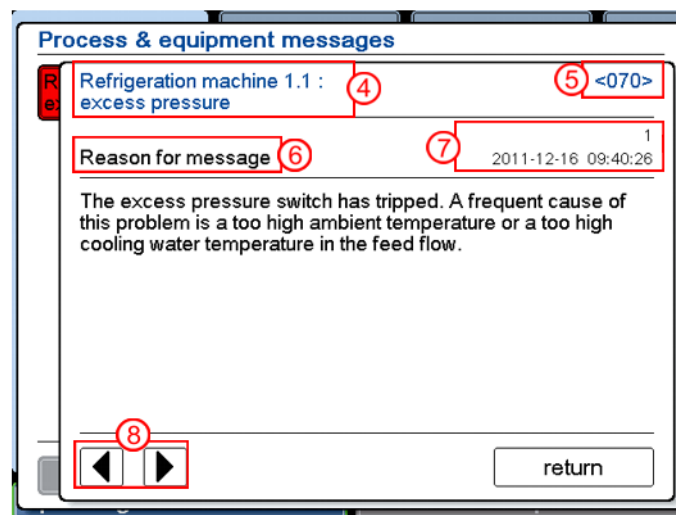 Process & equipment messages
R
e
Refrigeration machine 1.1 :
excess pressure
4
5
<070>
Reason for message
6
7
1
2011-12-16 09:40:26
The excess pressure switch has tripped. A frequent cause of
this problem is a too high ambient temperature or a too high
cooling water temperature in the feed flow.
8
return